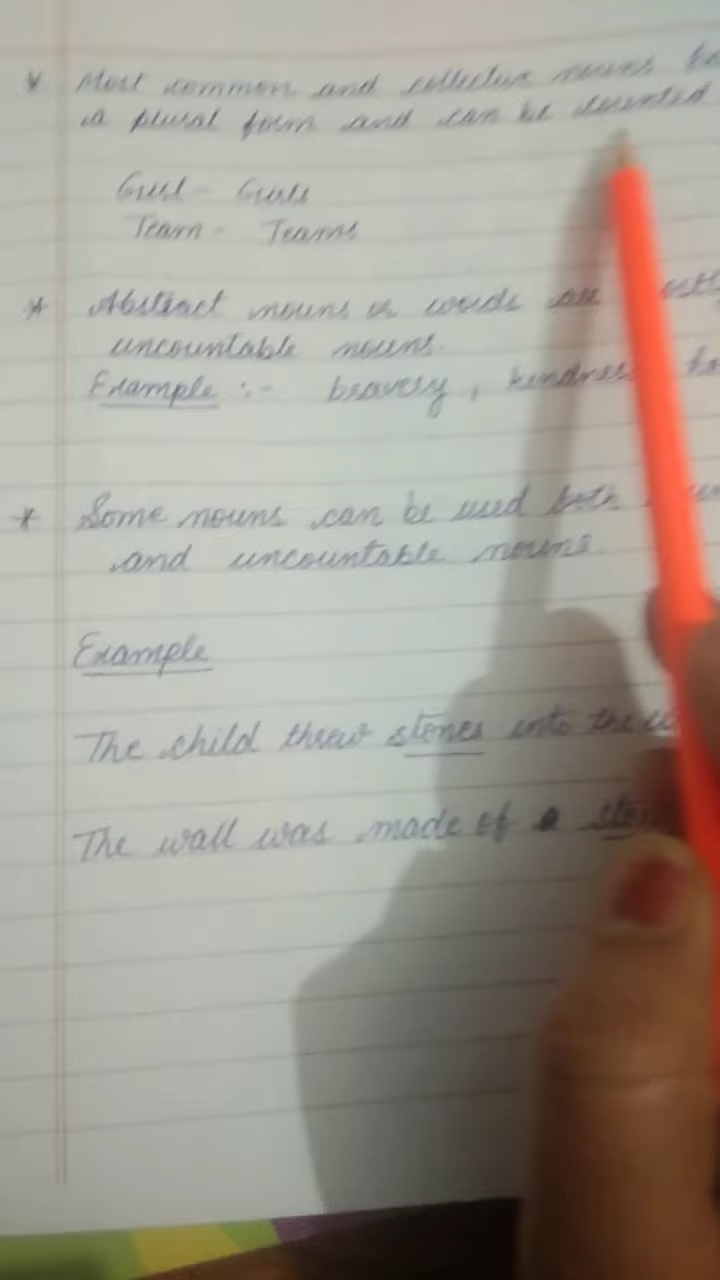 * Most common and collective nouns
a plural form and can be counted
Girl - Girls
Team - Teams
* Abstract nouns or words are
uncountable nouns.
Example :- bravery, kindness
* Some nouns can be used both
and uncountable nouns.
Example
The child threw stones into the
The wall was made of a